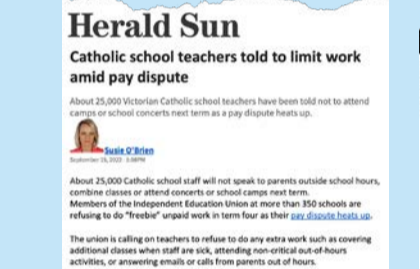 Herald Sun
Catholic school teachers told to limit work
amid pay dispute
About 25,000 Victorian Catholic school teachers have been told not to attend
camps or school concerts next term as a pay dispute heats up.
Susie O'Brien
September 15, 2022 3:08PM
About 25,000 Catholic school staff will not speak to parents outside school hours,
combine classes or attend concerts or school camps next term.
Members of the Independent Education Union at more than 350 schools are
refusing to do "freebie" unpaid work in term four as their pay dispute heats up.
The union is calling on teachers to refuse to do any extra work such as covering
additional classes when staff are sick, attending non-critical out-of-hours
activities, or answering emails or calls from parents out of hours.